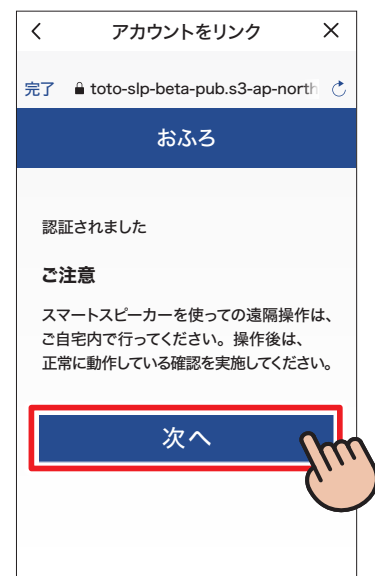 アカウントをリンク
完了 toto-slp-beta-pub.s3-ap-north
おふろ
認証されました
ご注意
スマートスピーカーを使っての遠隔操作は、
ご自宅内で行ってください。操作後は、
正常に動作している確認を実施してください。
次へ